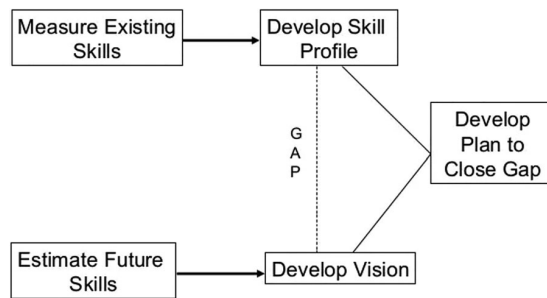 Measure Existing
Skills
Develop Skill
Profile
G
A
P
Develop
Plan to
Close Gap
Estimate Future
Skills
Develop Vision